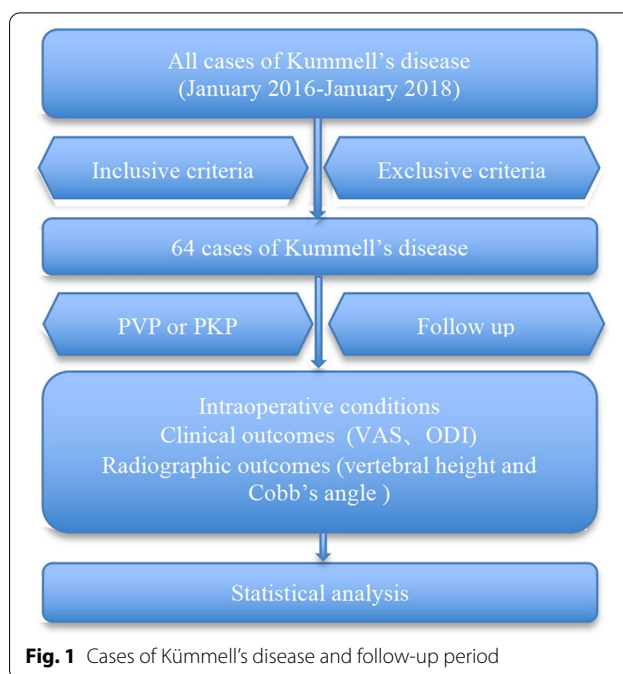 All cases of Kummell’s disease
(January 2016-January 2018)
Inclusive criteria
Exclusive criteria
64 cases of Kummell’s disease
PVP or PKP
Follow up
Intraoperative conditions
Clinical outcomes (VAS、ODI)
Radiographic outcomes (vertebral height and
Cobb’s angle )
Statistical analysis
Fig. 1 Cases of Kümmell’s disease and follow-up period